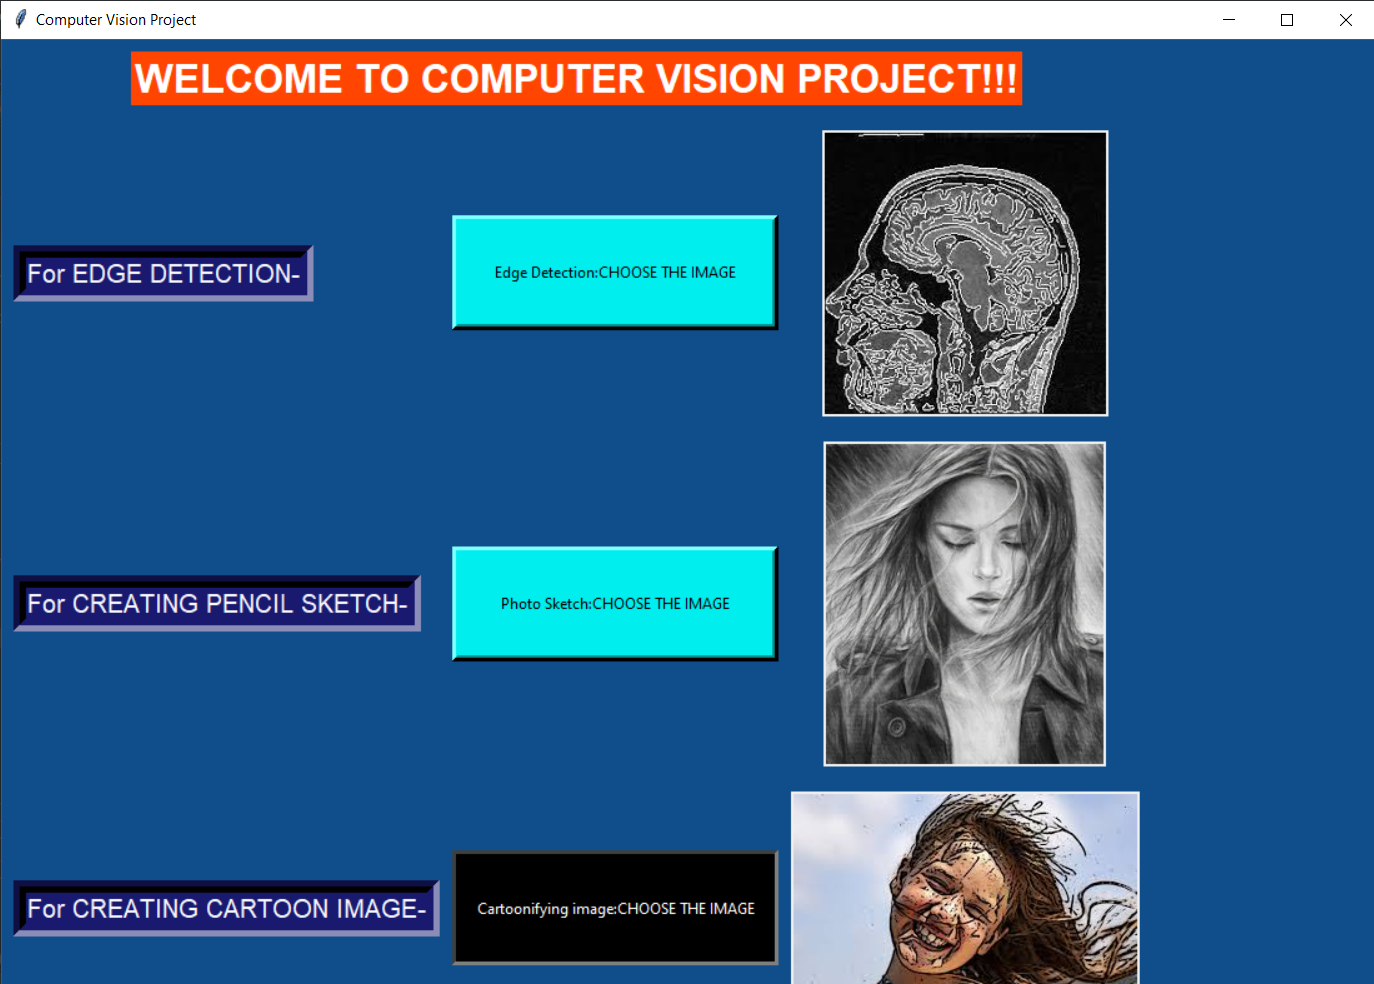 Computer Vision Project
WELCOME TO COMPUTER VISION PROJECT!!!
For EDGE DETECTION-
Edge Detection:CHOOSE THE IMAGE
For CREATING PENCIL SKETCH-
Photo Sketch:CHOOSE THE IMAGE
For CREATING CARTOON IMAGE-
Cartoonifying image:CHOOSE THE IMAGE